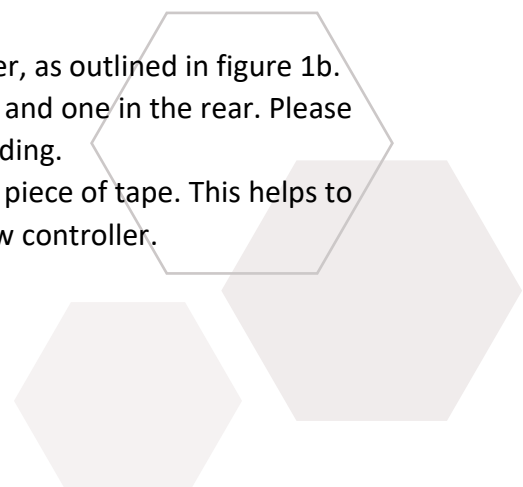 er, as outlined in figure 1b.
and one in the rear. Please
ding.
piece of tape. This helps to
w controller.